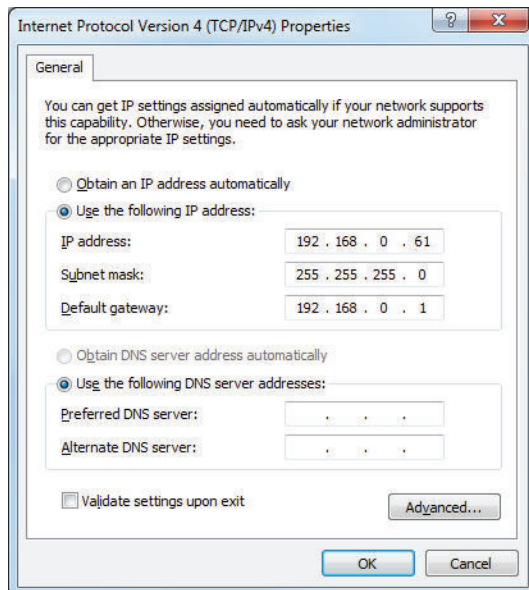 Internet Protocol Version 4 (TCP/IPv4) Properties
General
You can get IP settings assigned automatically if your network supports
this capability. Otherwise, you need to ask your network administrator
for the appropriate IP settings.
Obtain an IP address automatically
Use the following IP address:
IP address: 192 . 168 . 0 . 61
Subnet mask: 255 . 255 . 255 . 0
Default gateway: 192 . 168 . 0 . 1
Obtain DNS server address automatically
Use the following DNS server addresses:
Preferred DNS server: . . .
Alternate DNS server: . . .
Validate settings upon exit
Advanced...
OK Cancel